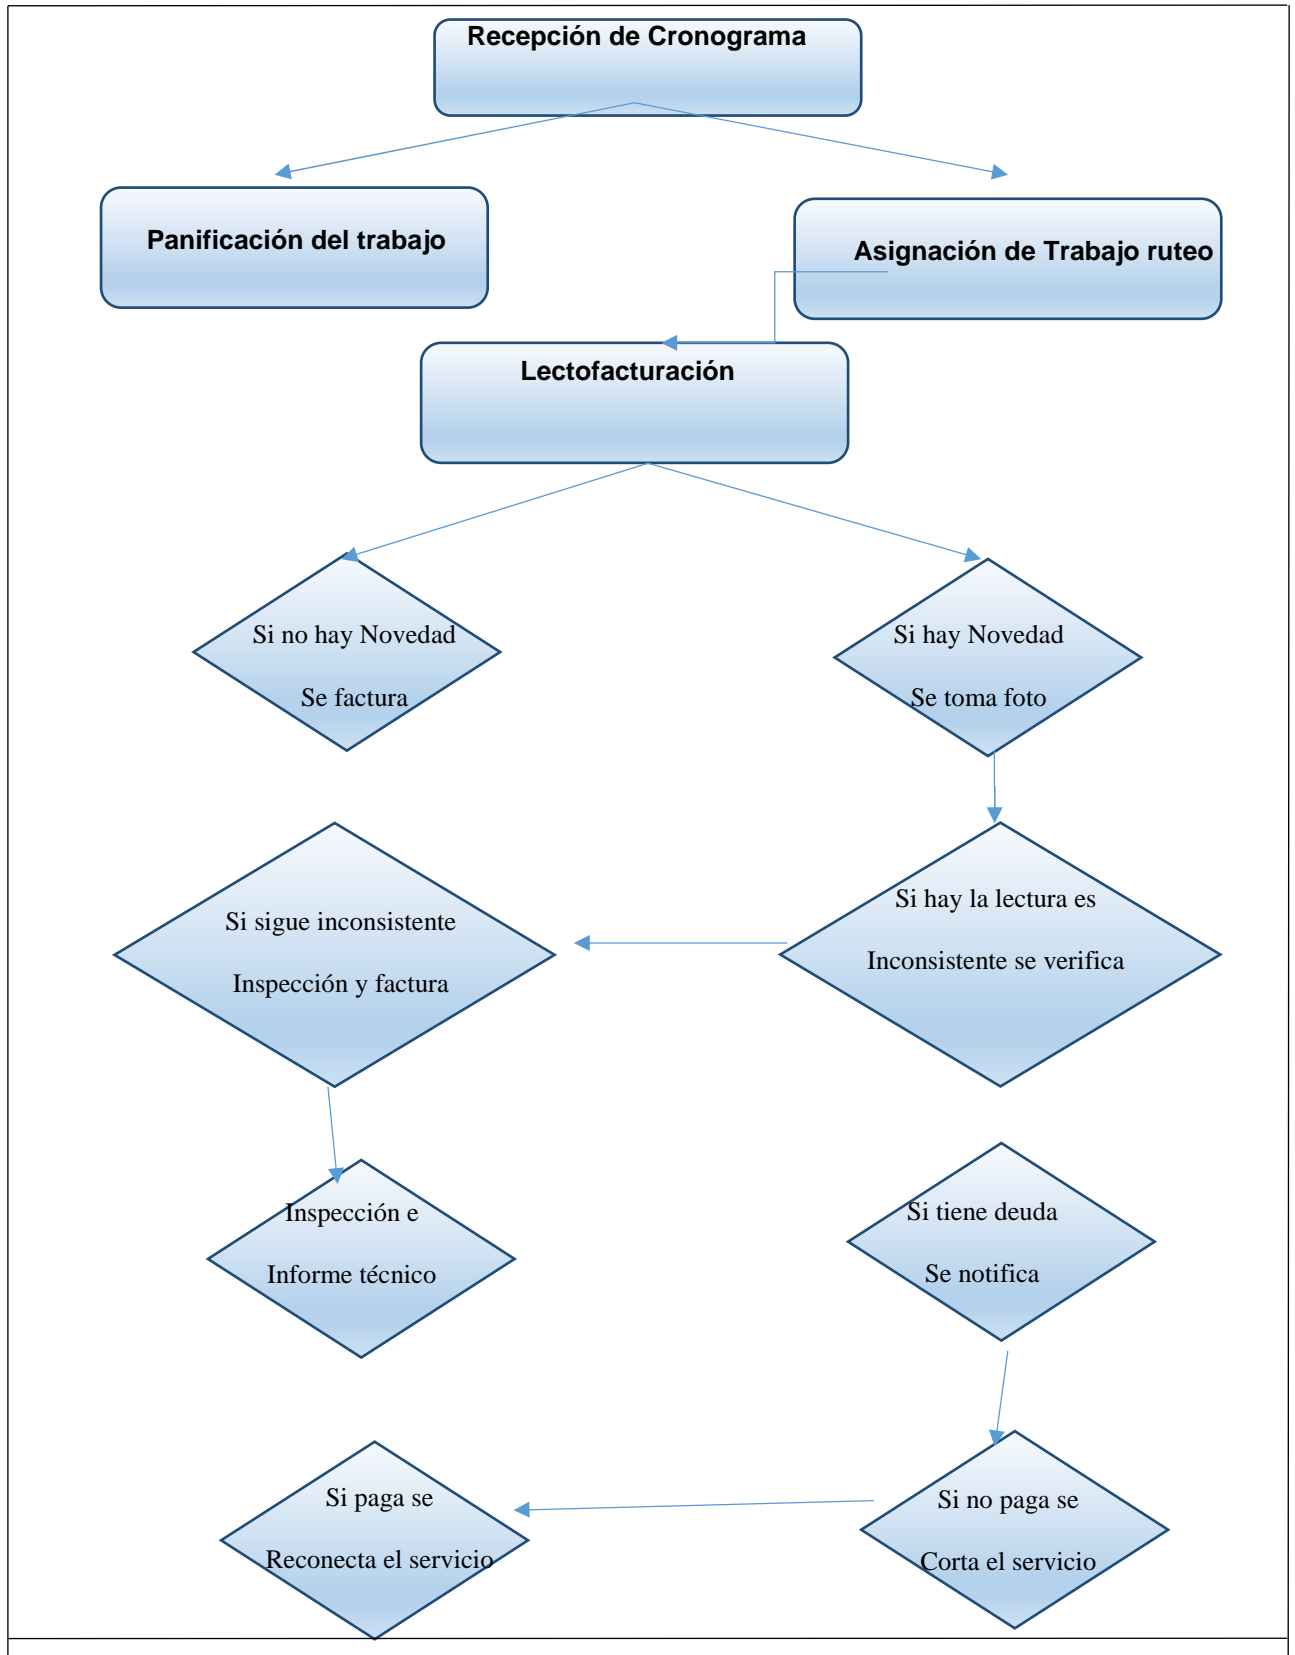 Recepción de Cronograma
Panificación del trabajo
Asignación de Trabajo ruteo
Lectofacturación
Si no hay Novedad
Se factura
Si hay Novedad
Se toma foto
Si sigue inconsistente
Inspección y factura
Si hay la lectura es
Inconsistente se verifica
Inspección e
Informe técnico
Si tiene deuda
Se notifica
Si paga se
Reconecta el servicio
Si no paga se
Corta el servicio